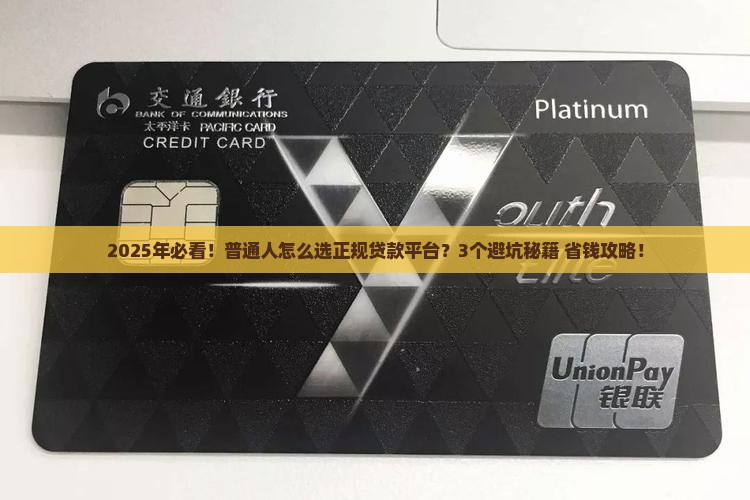 交通銀行
BANK OF COMMUNICATIONS
太平洋卡 PACIFIC CARD
CREDIT CARD
Platinum
outh
2025年必看！普通人怎么选正规贷款平台？3个避坑秘籍 省钱攻略！
UnionPay
银联